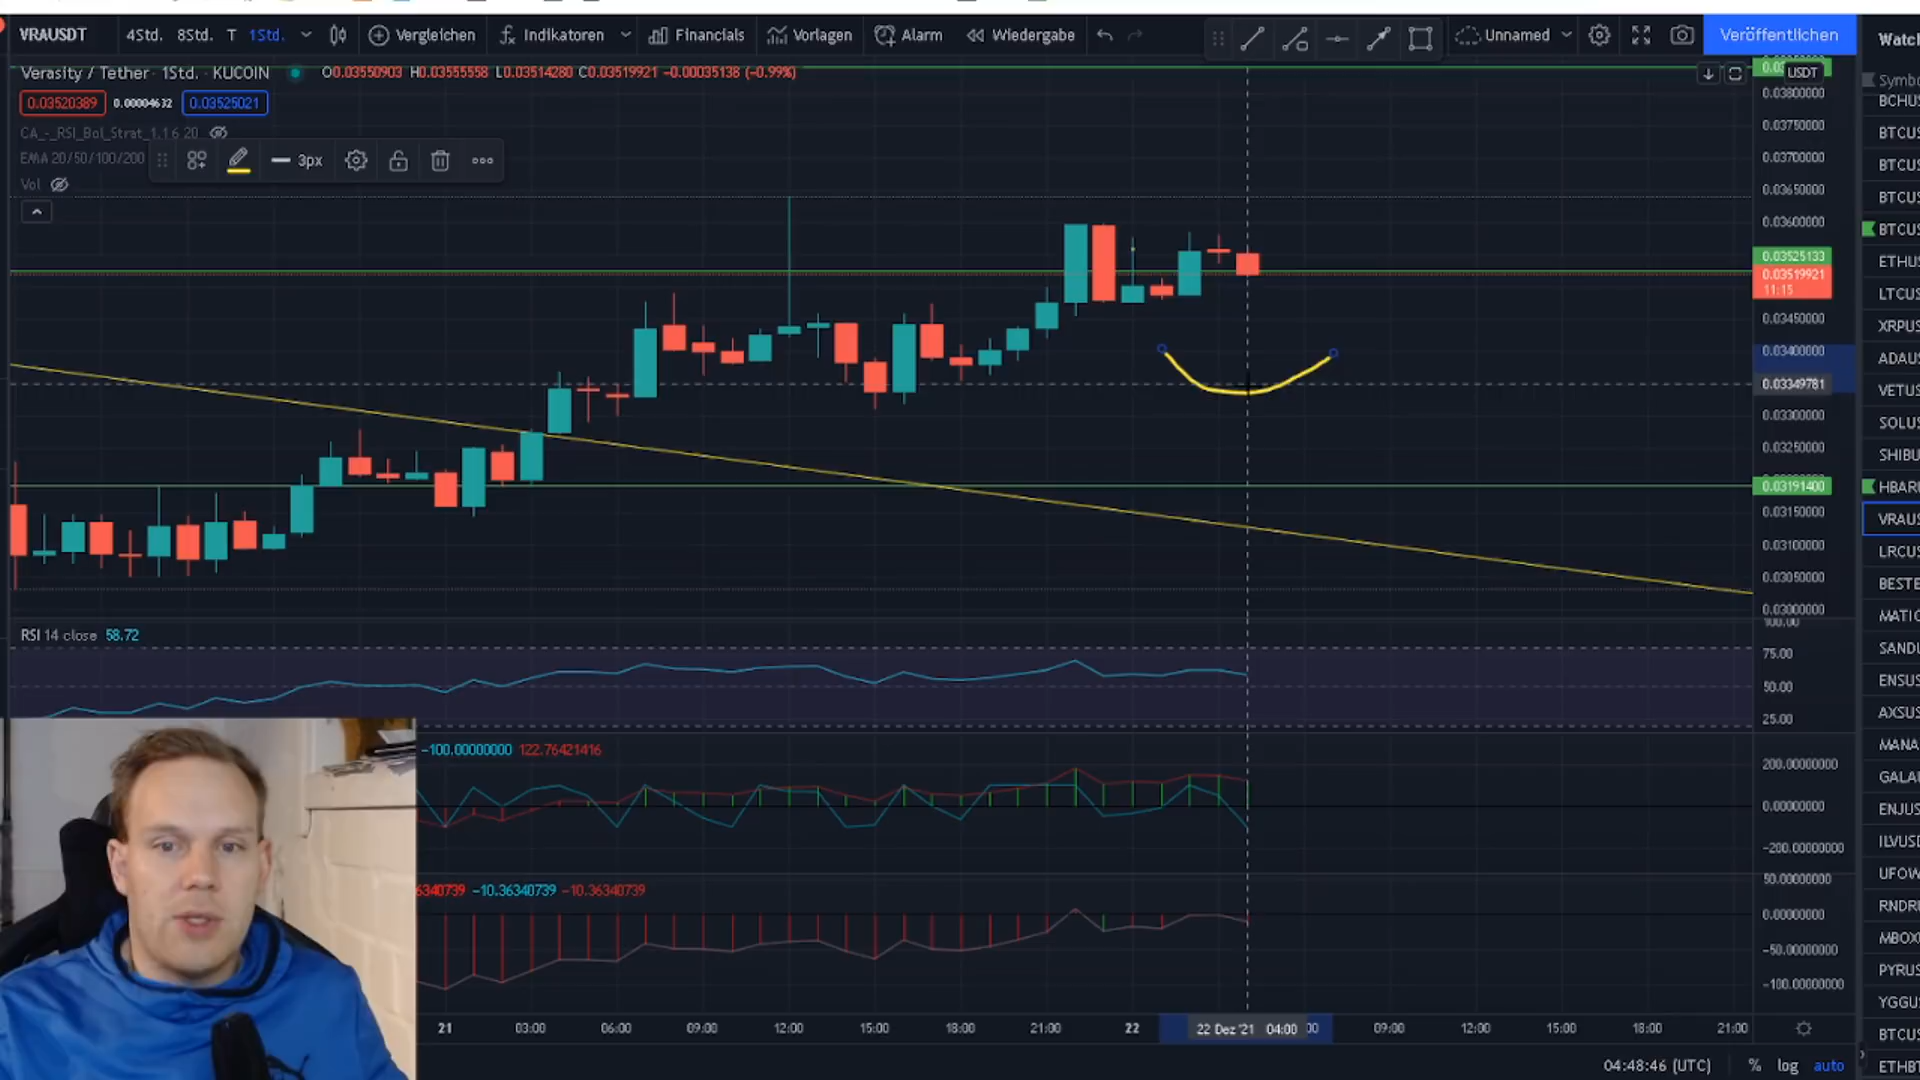 VRAUSDT 4Std. 8Std. T 1Std. Vergleichen Indikatoren Financials Vorlagen Alarm Wiedergabe Unnamed Veröffentlichen
Verasity / Tether 1Std. KUCOIN O0.03550903 H0.03555558 L0.03514280 C0.03519921 −0.00035138 (−0.99%)
0.03520389 0.00004632 0.03525021
CA_-_RSI_Bol_Strat_1.1 6 20
EMA 20/50/100/200
3px
Vol
USDT
0.03800000
0.03750000
0.03700000
0.03650000
0.03600000
0.03525133
0.03519921
11:15
0.03450000
0.03400000
0.03349781
0.03300000
0.03250000
0.03191400
0.03150000
0.03100000
0.03050000
0.03000000
RSI 14 close 58.72
100.00
75.00
50.00
25.00
−100.00000000 122.76421416
200.00000000
0.00000000
−200.00000000
6340739 −10.36340739 −10.36340739
50.00000000
0.00000000
−50.00000000
−100.00000000
21 03:00 06:00 09:00 12:00 15:00 18:00 21:00 22 22 Dez '21 04:00 09:00 12:00 15:00 18:00 21:00
04:48:46 (UTC) % log auto
Watch
Symbo
BCHUS
BTCUS
BTCUS
BTCUS
BTCUS
ETHUS
LTCUS
XRPUS
ADAUS
VETUS
SOLUS
SHIBU
HBARU
VRAUS
LRCUS
BESTE
MATIC
SANDU
ENSUS
AXSUS
MANA
GALA
ENJUS
ILVUSD
UFOW
RNDRU
MBOX
PYRUS
YGGUS
BTCUS
ETHBT